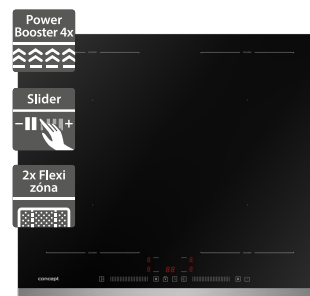 Power
Booster 4x
Slider
2x Flexi
zóna
concept